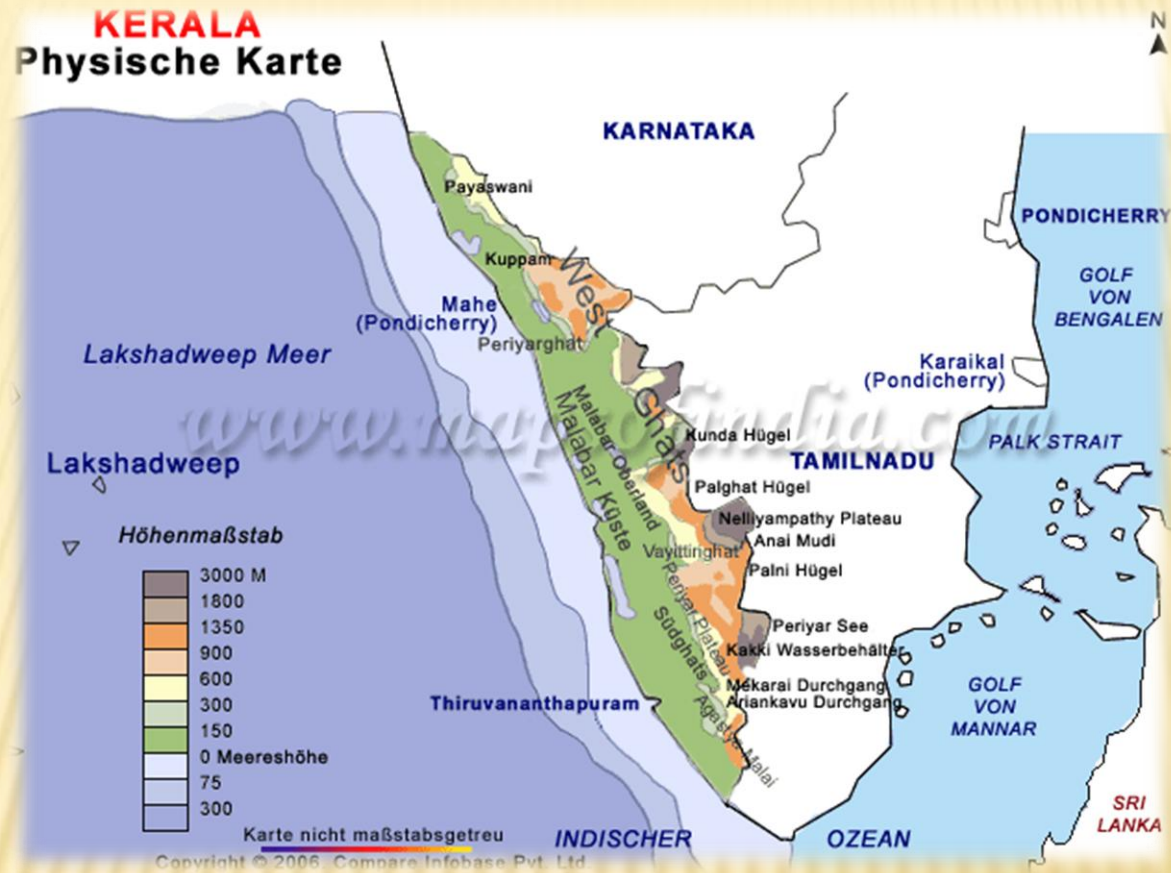 KERALA
Physische Karte
N
KARNATAKA
Payaswani
PONDICHERRY
Kuppam
West
Ghats
GOLF
VON
BENGALEN
Mahe
(Pondicherry)
Periyarghat
Lakshadweep Meer
Karaikal
(Pondicherry)
Malabar Oberland
Malabar Küste
www.mapsofindia.com
Kunda Hügel
PALK STRAIT
TAMILNADU
Lakshadweep
Palghat Hügel
Nelliyampathy Plateau
Anai Mudi
Vayittinghat
Palni Hügel
Höhenmaßstab
3000 M
1800
1350
900
600
300
150
0 Meereshöhe
75
300
Periyar Plateau
Südghats
Periyar See
Kakki Wasserbehälter
Mekarai Durchgang
Ariankavu Durchgang
Agastya Malai
Thiruvananthapuram
GOLF
VON
MANNAR
SRI
LANKA
Karte nicht maßstabsgetreu
INDISCHER OZEAN
Copyright © 2006 Compare Infobase Pvt. Ltd